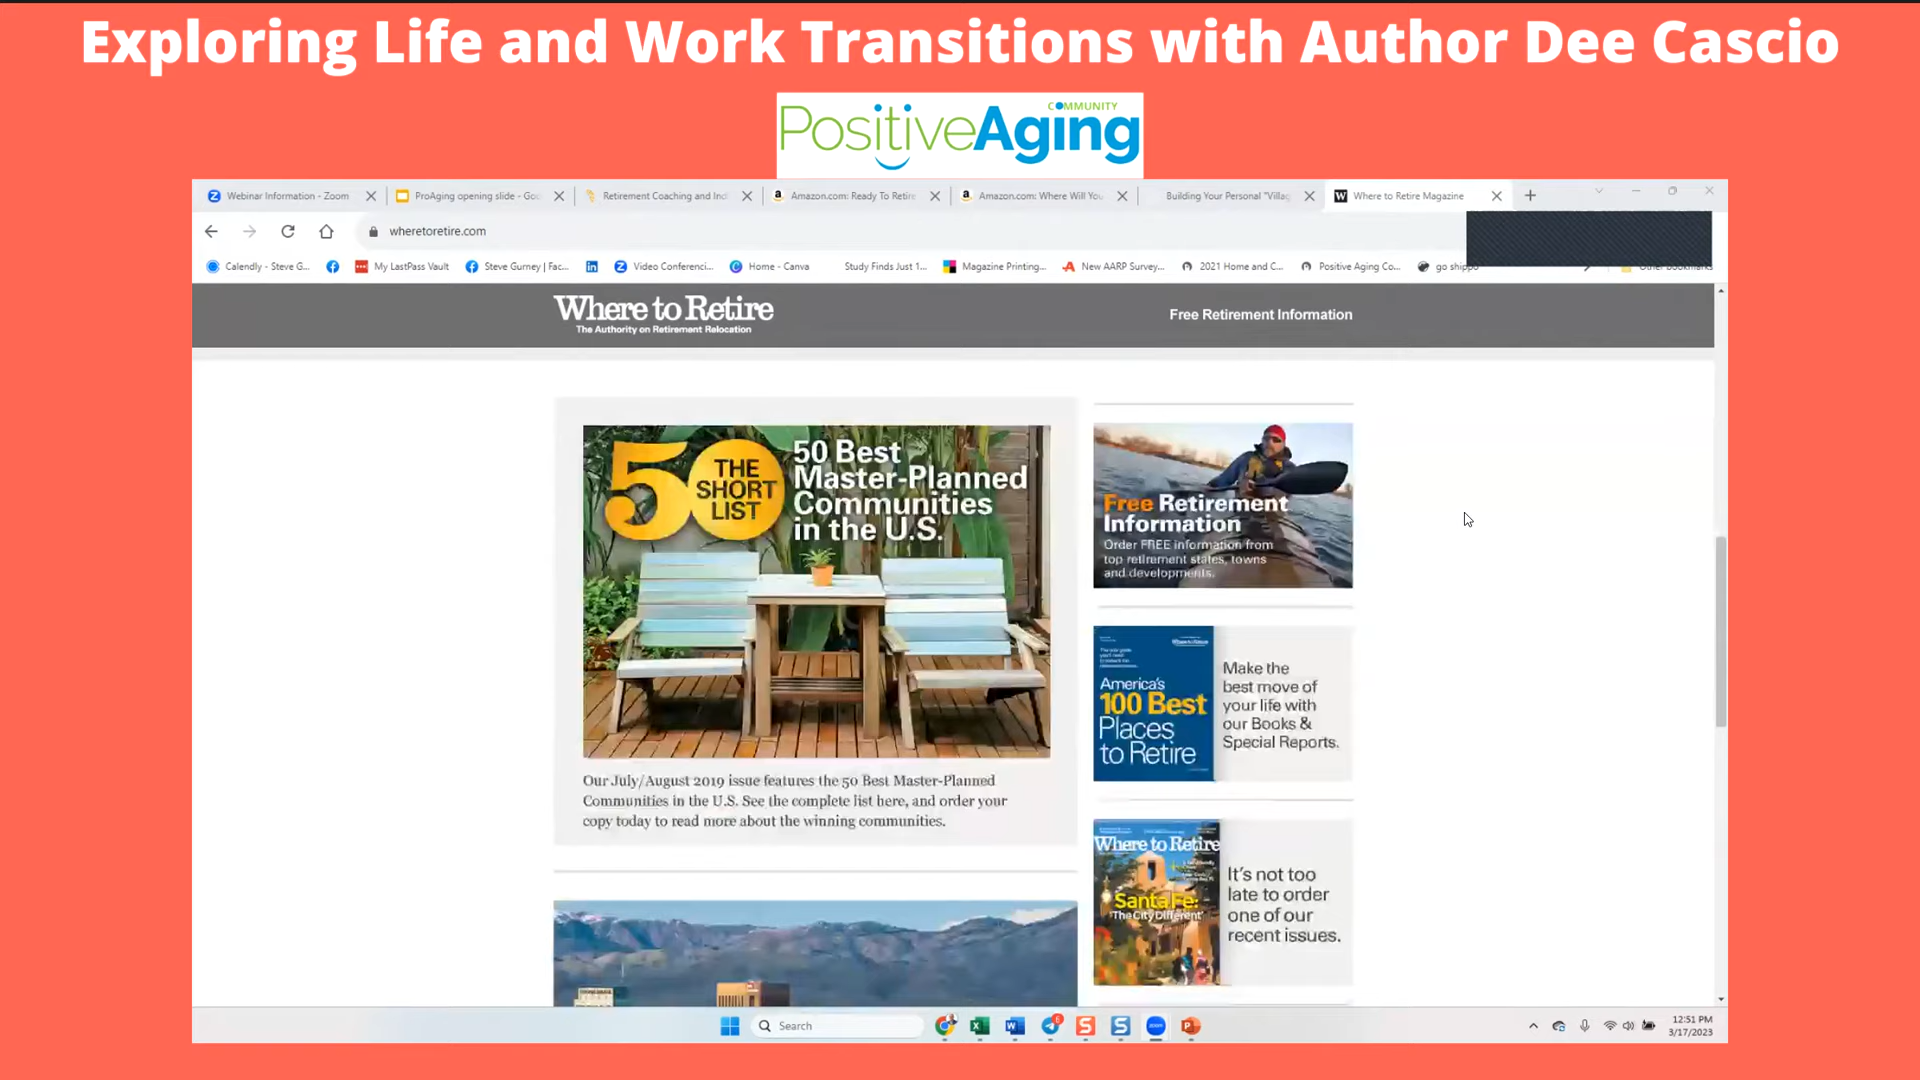 Exploring Life and Work Transitions with Author Dee Cascio
COMMUNITY
PositiveAging
Webinar Information - Zoom
ProAging opening slide - Goo
Retirement Coaching and Ind
Amazon.com: Ready To Retire
Amazon.com: Where Will You
Building Your Personal "Villag
Where to Retire Magazine
wheretoretire.com
Calendly - Steve G...
My LastPass Vault
Steve Gurney | Fac...
Video Conferenci...
Home - Canva
Study Finds Just 1...
Magazine Printing...
New AARP Survey...
2021 Home and C...
Positive Aging Co...
go shippo
Other Bookmarks
Where to Retire
The Authority on Retirement Relocation
Free Retirement Information
50 THE SHORT LIST
50 Best
Master-Planned
Communities
in the U.S.
Our July/August 2019 issue features the 50 Best Master-Planned
Communities in the U.S. See the complete list here, and order your
copy today to read more about the winning communities.
Free Retirement
Information
Order FREE information from
top retirement states, towns
and developments.
America's
100 Best
Places
to Retire
Make the
best move of
your life with
our Books &
Special Reports.
Where to Retire
Santa Fe:
'The City Different'
It's not too
late to order
one of our
recent issues.
Search
6
zoom
12:51 PM
3/17/2023